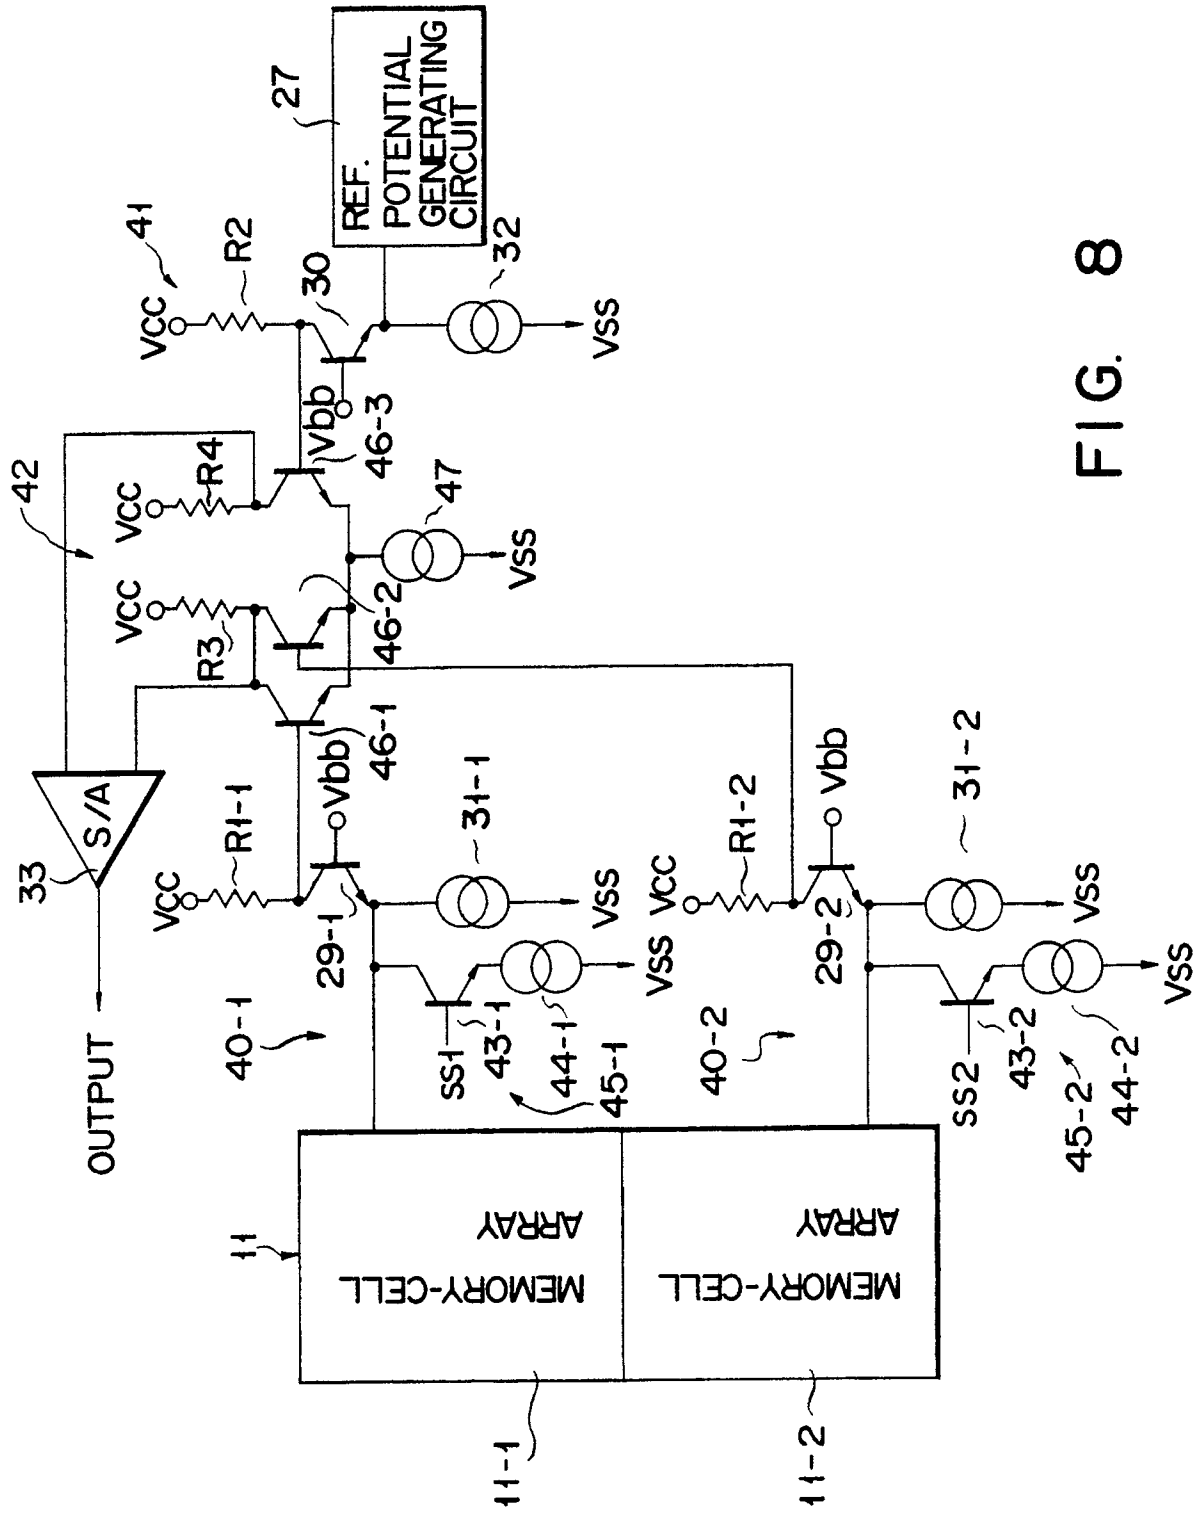 FIG. 8
OUTPUT
33
S/A
42
VCC
R3
VCC
R4
41
VCC
R2
27
REF.
POTENTIAL
GENERATING
CIRCUIT
30
Vbb
46-3
46-2
46-1
47
VSS
32
VSS
40-1
VCC
R1-1
29-1
Vbb
31-1
VSS
SS1
43-1
44-1
45-1
VSS
11
MEMORY-CELL
ARRAY
11-1
MEMORY-CELL
ARRAY
11-2
40-2
VCC
R1-2
29-2
Vbb
31-2
VSS
SS2
43-2
44-2
45-2
VSS